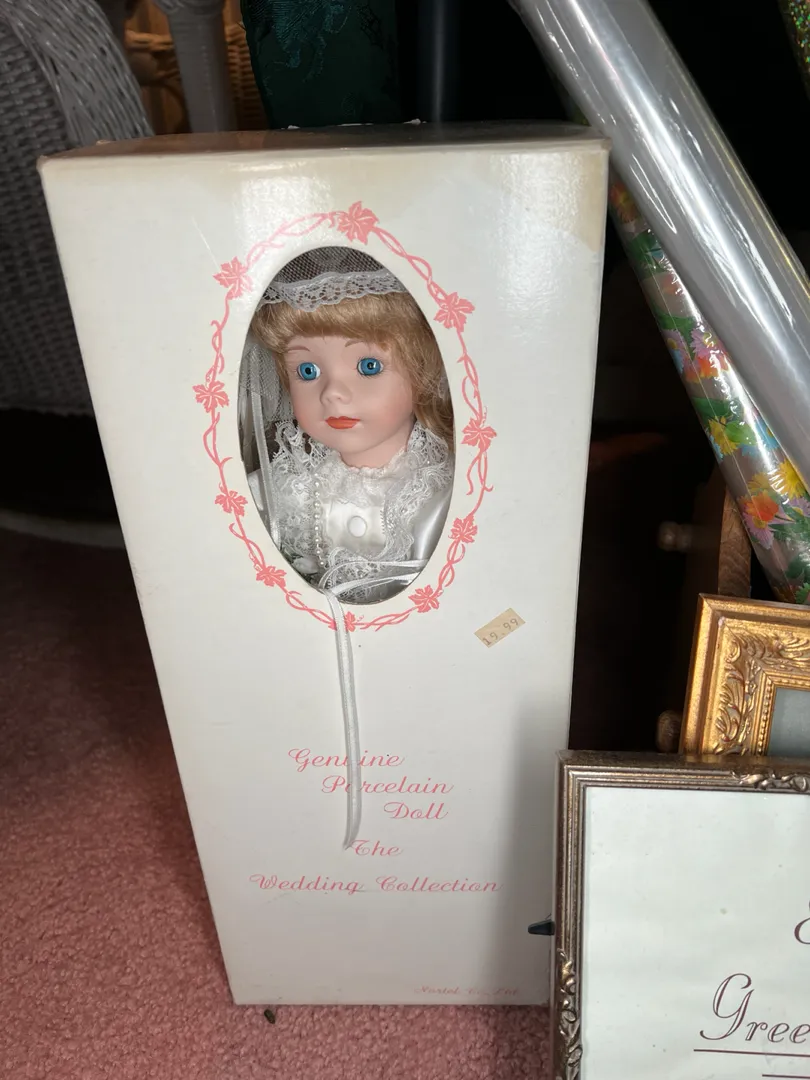 19.99
Genuine
Porcelain
Doll
The
Wedding Collection
Gree